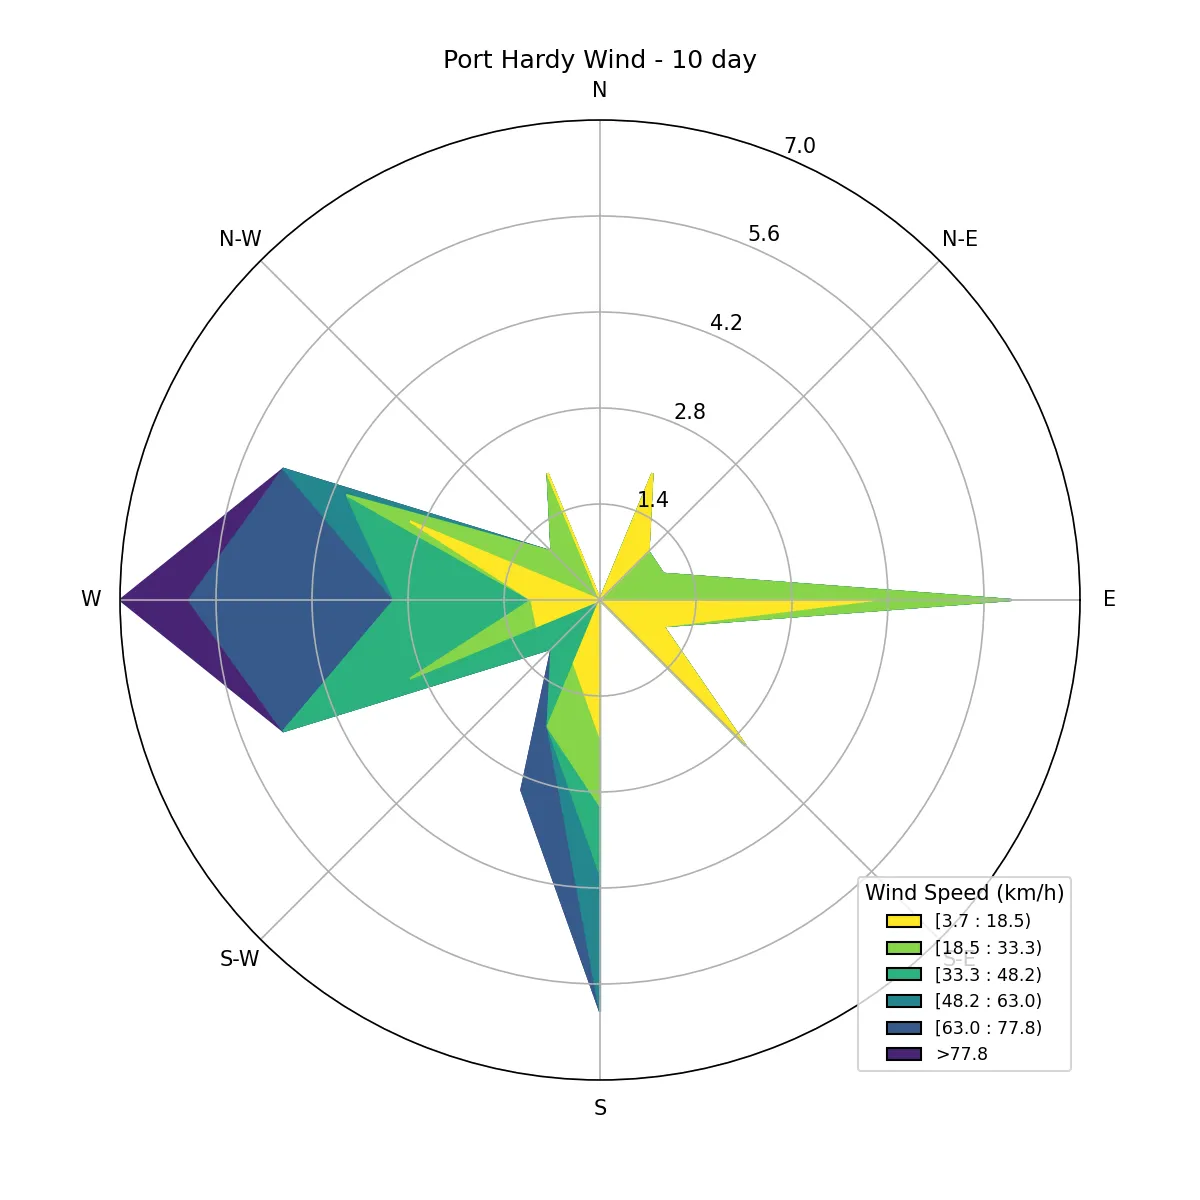 Port Hardy Wind - 10 day
N
7.0
N-W
5.6
N-E
4.2
2.8
1.4
W
E
S-W
S-E
S
Wind Speed (km/h)
[3.7 : 18.5)
[18.5 : 33.3)
[33.3 : 48.2)
[48.2 : 63.0)
[63.0 : 77.8)
>77.8